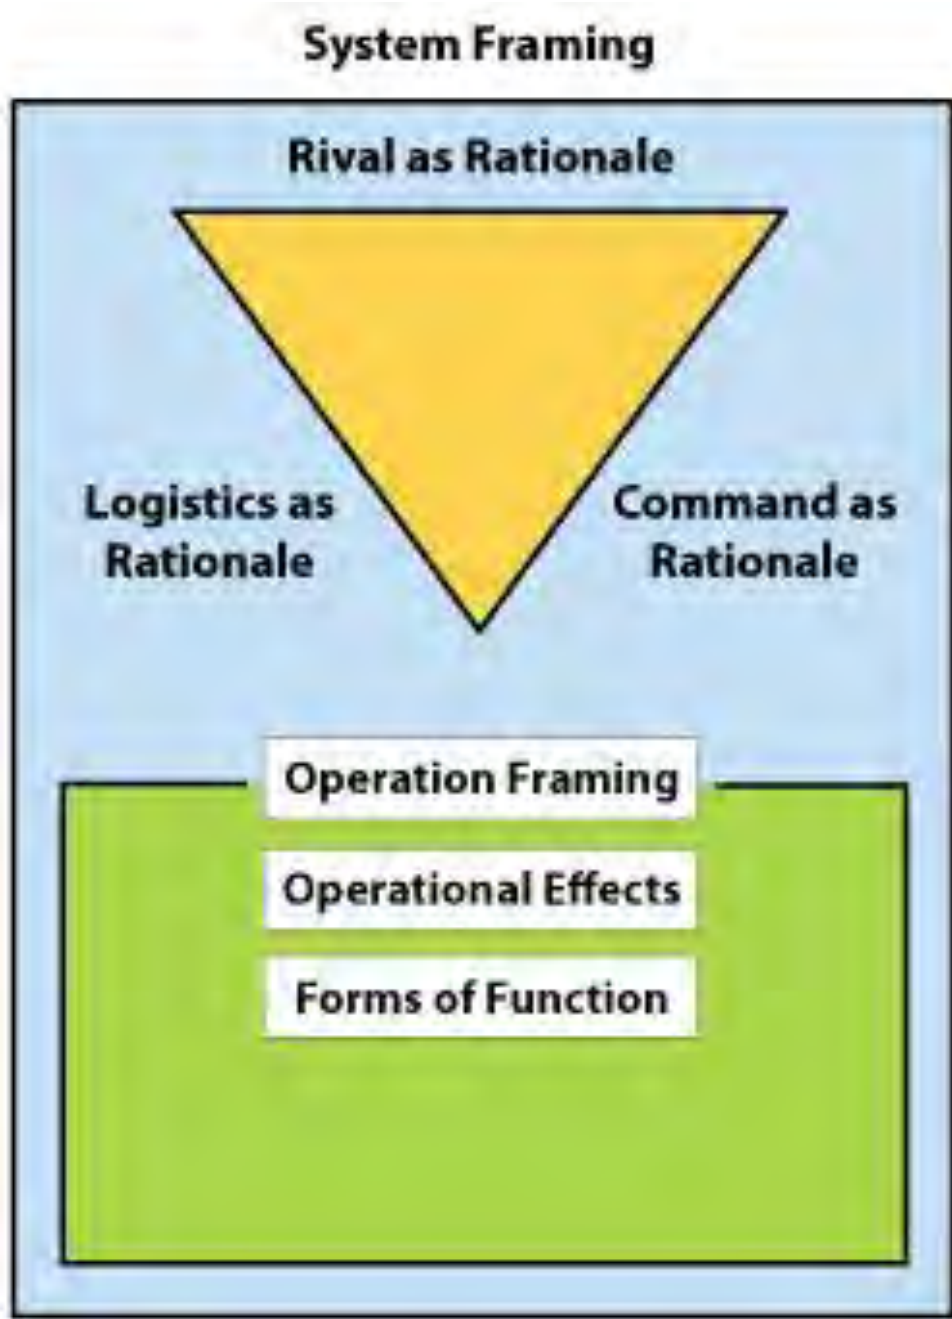 System Framing
Rival as Rationale
Logistics as
Rationale
Command as
Rationale
Operation Framing
Operational Effects
Forms of Function